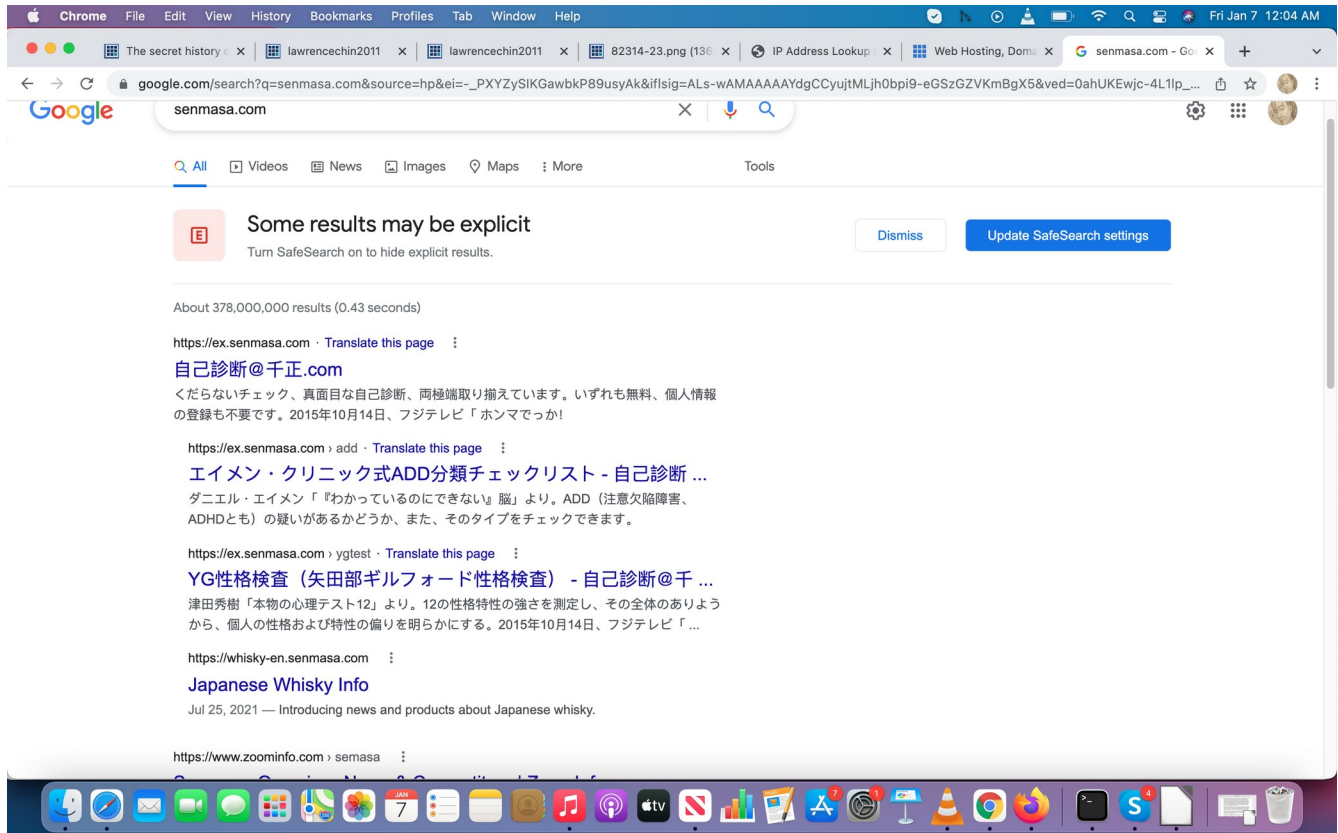 Chrome File Edit View History Bookmarks Profiles Tab Window Help Fri Jan 7 12:04 AM
The secret history lawrencechin2011 lawrencechin2011 82314-23.png (136 IP Address Lookup Web Hosting, Doma senmasa.com - Goo
google.com/search?q=senmasa.com&source=hp&ei=-_PXYZySIKGawbkP89usyAk&iflsig=ALs-wAMAAAAAYdgCCyujtMLjh0bpi9-eGSzGZVKmBgX5&ved=0ahUKEwjc-4L1lp_...
Google senmasa.com
All Videos News Images Maps More Tools
Some results may be explicit
Turn SafeSearch on to hide explicit results.
Dismiss Update SafeSearch settings
About 378,000,000 results (0.43 seconds)
https://ex.senmasa.com · Translate this page
自己診断@千正.com
くだらないチェック、真面目な自己診断、両極端取り揃えています。いずれも無料、個人情報
の登録も不要です。2015年10月14日、フジテレビ「ホンマでっか!
https://ex.senmasa.com › add · Translate this page
エイメン・クリニック式ADD分類チェックリスト - 自己診断 ...
ダニエル・エイメン「『わかっているのにできない』脳」より。ADD（注意欠陥障害、
ADHDとも）の疑いがあるかどうか、また、そのタイプをチェックできます。
https://ex.senmasa.com › ygtest · Translate this page
YG性格検査（矢田部ギルフォード性格検査） - 自己診断@千 ...
津田秀樹「本物の心理テスト12」より。12の性格特性の強さを測定し、その全体のありよう
から、個人の性格および特性の偏りを明らかにする。2015年10月14日、フジテレビ「 ...
https://whisky-en.senmasa.com
Japanese Whisky Info
Jul 25, 2021 — Introducing news and products about Japanese whisky.
https://www.zoominfo.com › semasa
JAN
7
tv
7
1
4